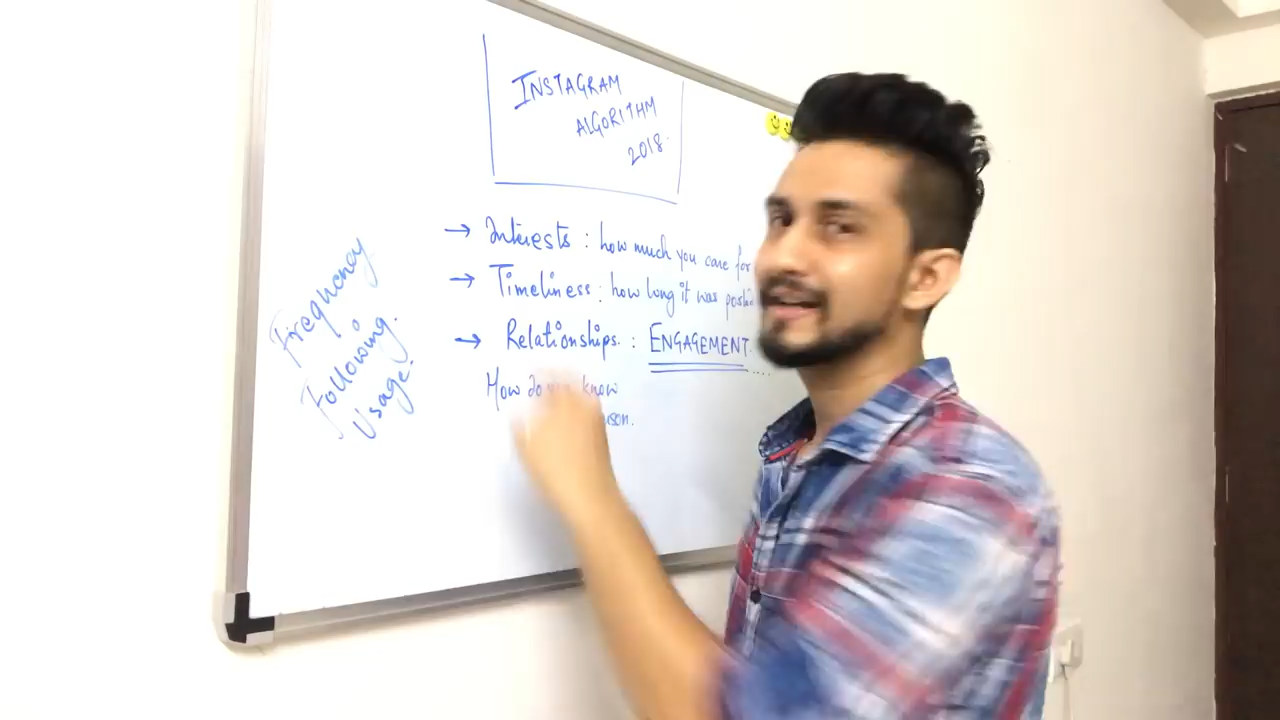 INSTAGRAM
ALGORITHM
2018.
→ Interests : how much you care for
→ Timeliness : how long it was
→ Relationships. : ENGAGEMENT.
How do know
Frequency
Following.
Usage.